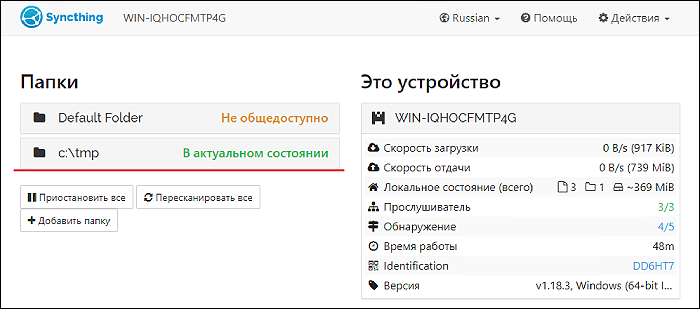 Syncthing WIN-IQHOCFMTP4G Russian Помощь Действия
Папки
Default Folder Не общедоступно
c:\tmp В актуальном состоянии
Приостановить все Пересканировать все
Добавить папку
Это устройство
WIN-IQHOCFMTP4G
Скорость загрузки 0 B/s (917 KiB)
Скорость отдачи 0 B/s (739 MiB)
Локальное состояние (всего) 3 1 ~369 MiB
Прослушиватель 3/3
Обнаружение 4/5
Время работы 48m
Identification DD6HT7
Версия v1.18.3, Windows (64-bit I...